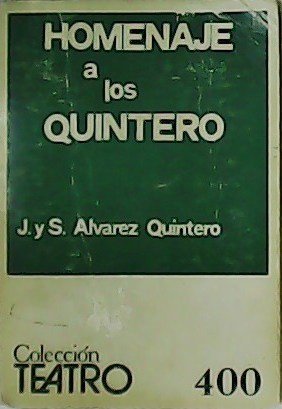 HOMENAJE
a
los
QUINTERO
J. y S. Alvarez Quintero
Colección
TEATRO
400